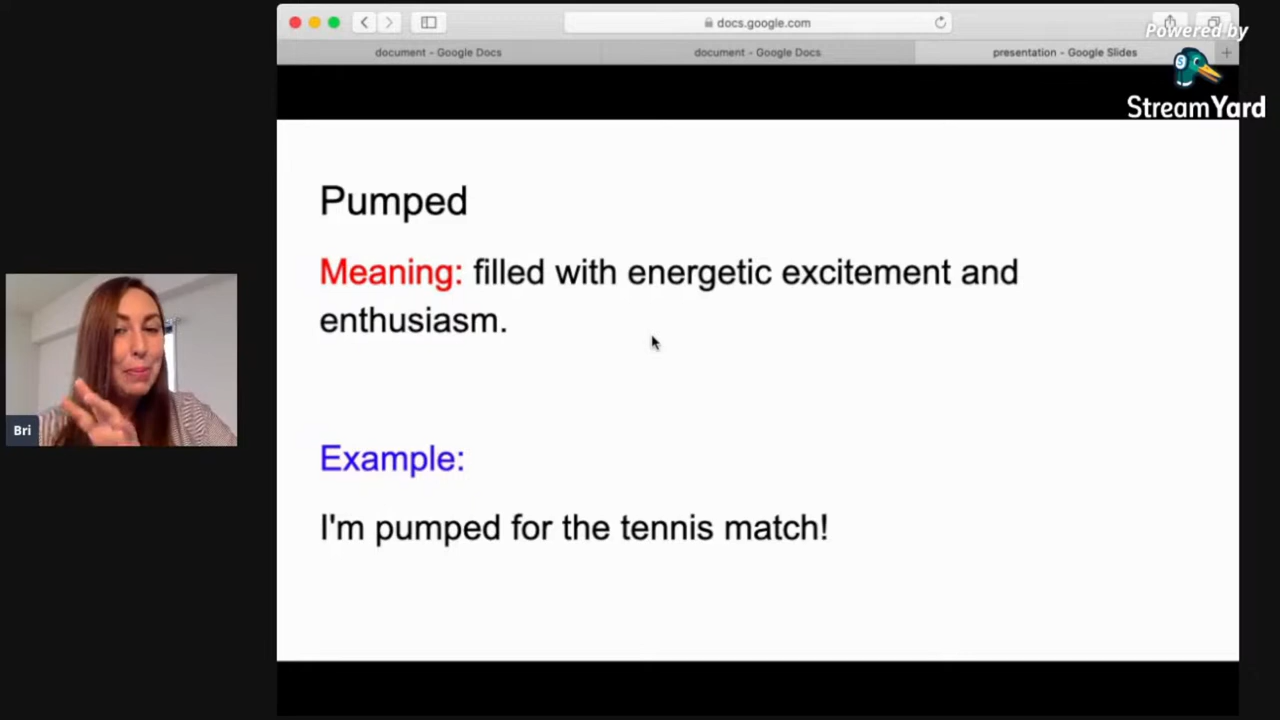 docs.google.com
Powered by
document - Google Docs
document - Google Docs
presentation - Google Slides
StreamYard
Pumped
Meaning: filled with energetic excitement and
enthusiasm.
Bri
Example:
I'm pumped for the tennis match!